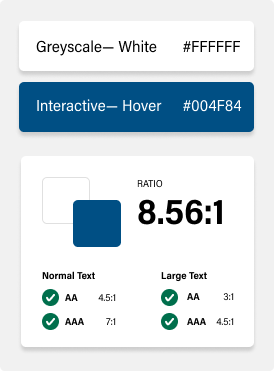 Greyscale— White #FFFFFF
Interactive— Hover #004F84
RATIO
8.56:1
Normal Text Large Text
AA 4.5:1 AA 3:1
AAA 7:1 AAA 4.5:1